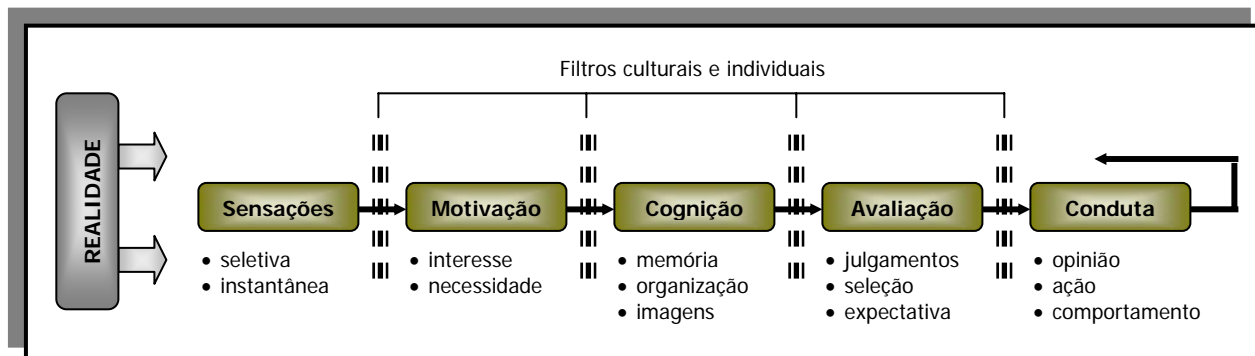 Filtros culturais e individuais
REALIDADE
Sensações
• seletiva
• instantânea
Motivação
• interesse
• necessidade
Cognição
• memória
• organização
• imagens
Avaliação
• julgamentos
• seleção
• expectativa
Conduta
• opinião
• ação
• comportamento